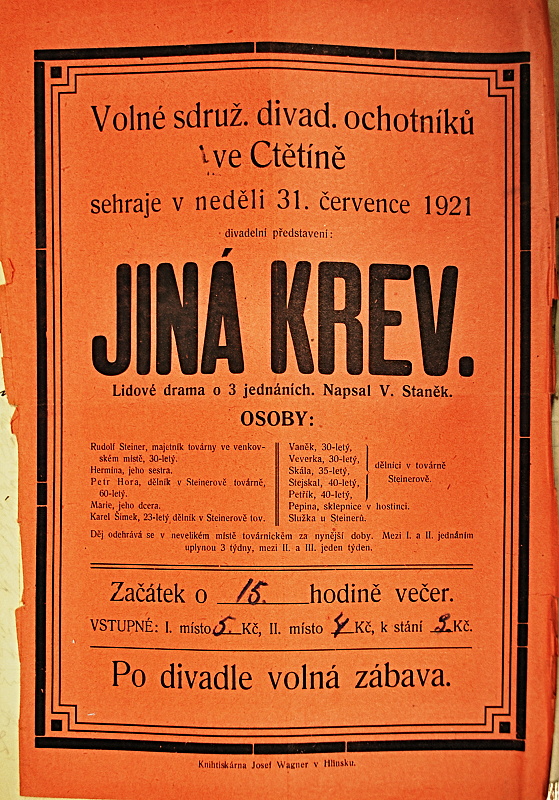 Volné sdruž. divad. ochotníků
ve Ctětíně
sehraje v neděli 31. července 1921
divadelní představení:
JINÁ KREV.
Lidové drama o 3 jednáních. Napsal V. Staněk.
OSOBY:
Rudolf Steiner, majetník továrny ve venkov-
ském místě, 30-letý.
Hermina, jeho sestra.
Petr Hora, dělník v Steinerově továrně,
60-letý.
Marie, jeho dcera.
Karel Šimek, 23-letý dělník v Steinerově tov.
Vaněk, 30-letý,
Veverka, 30-letý,
Skála, 35-letý,
Stejskal, 40-letý,
Petřík, 40-letý,
dělníci v továrně
Steinerově.
Pepina, sklepnice v hostinci.
Služka u Steinerů.
Děj odehrává se v nevelikém místě továrnickém za nynější doby. Mezi I. a II. jednáním
uplynou 3 týdny, mezi II. a III. jeden týden.
Začátek o 15. hodině večer.
VSTUPNÉ: I. místo 5 Kč, II. místo 4 Kč, k stání 2 Kč.
Po divadle volná zábava.
Knihtiskárna Josef Wagner v Hlinsku.